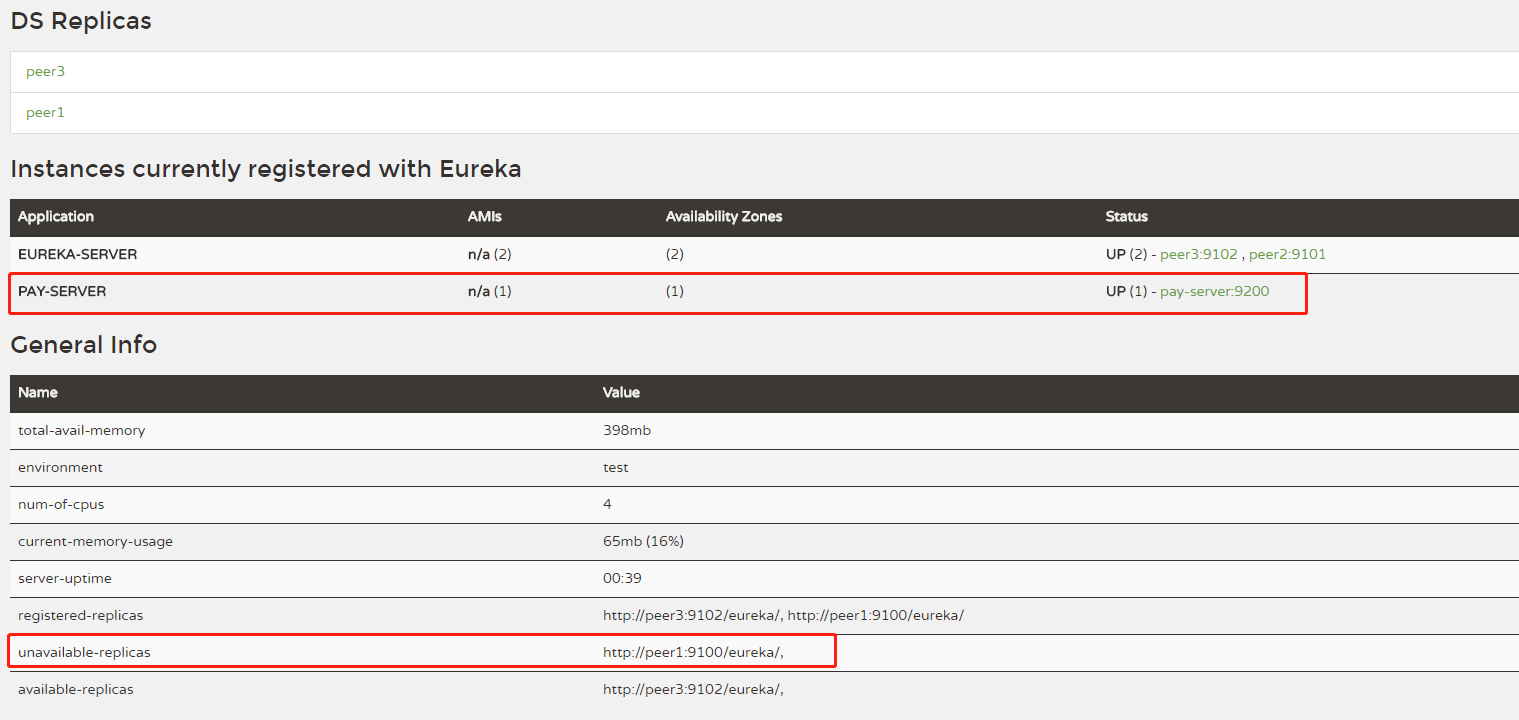 DS Replicas
peer3
peer1
Instances currently registered with Eureka
Application AMIs Availability Zones Status
EUREKA-SERVER n/a (2) (2) UP (2) - peer3:9102 , peer2:9101
PAY-SERVER n/a (1) (1) UP (1) - pay-server:9200
General Info
Name Value
total-avail-memory 398mb
environment test
num-of-cpus 4
current-memory-usage 65mb (16%)
server-uptime 00:39
registered-replicas http://peer3:9102/eureka/, http://peer1:9100/eureka/
unavailable-replicas http://peer1:9100/eureka/,
available-replicas http://peer3:9102/eureka/,